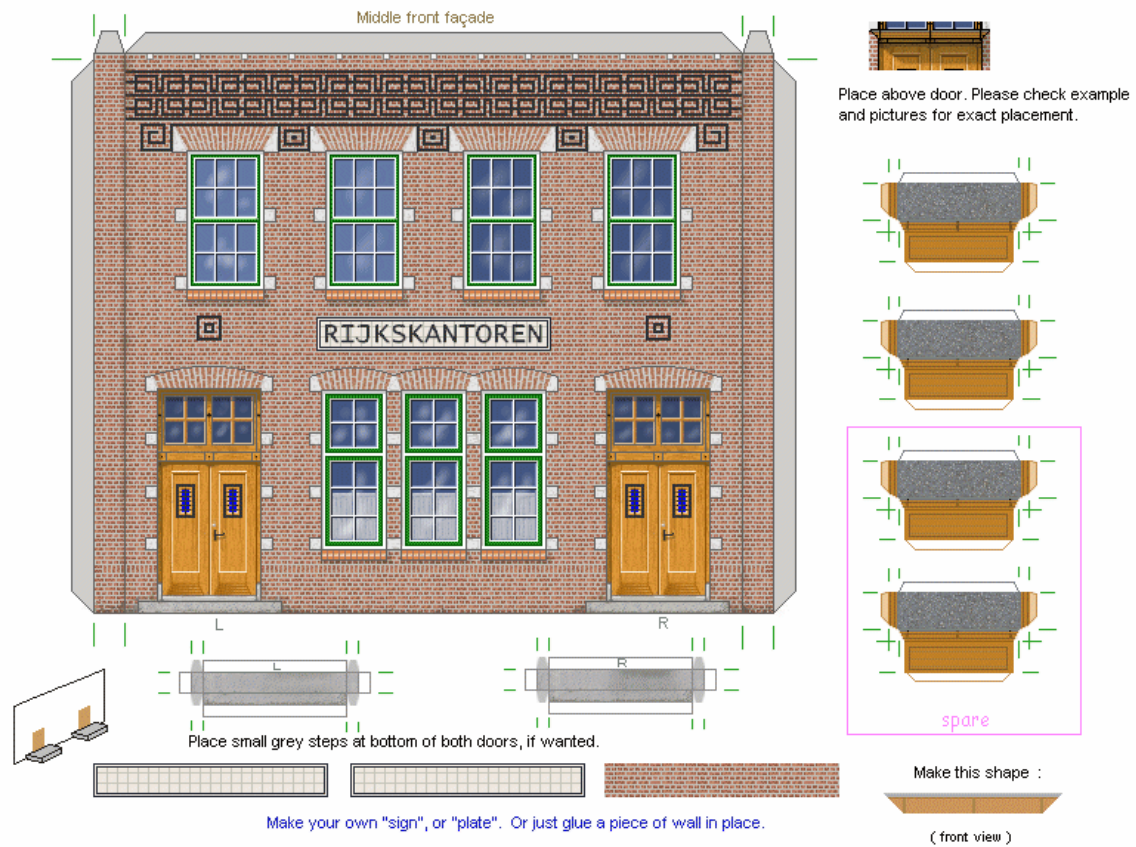 Middle front façade
Place above door. Please check example
and pictures for exact placement.
RIJKSKANTOREN
L
R
L
R
spare
Place small grey steps at bottom of both doors, if wanted.
Make this shape :
Make your own "sign", or "plate". Or just glue a piece of wall in place.
( front view )